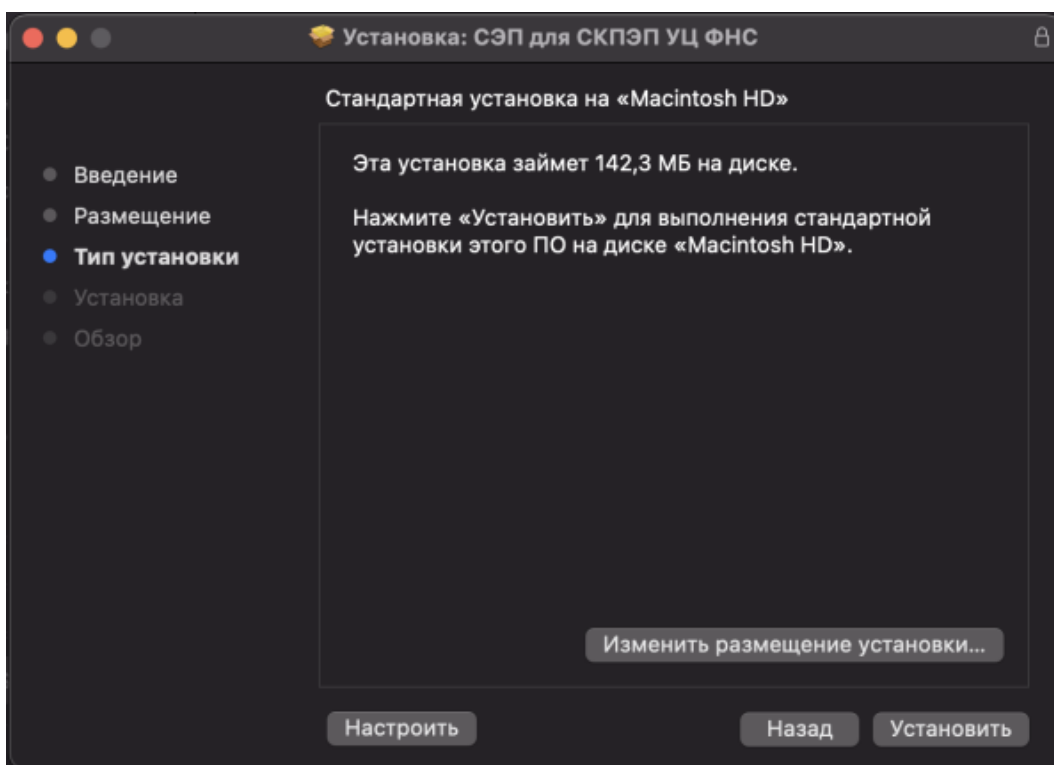 Установка: СЭП для СКПЭП УЦ ФНС
Стандартная установка на «Macintosh HD»
Введение
Размещение
Тип установки
Установка
Обзор
Эта установка займет 142,3 МБ на диске.
Нажмите «Установить» для выполнения стандартной
установки этого ПО на диске «Macintosh HD».
Изменить размещение установки...
Настроить
Назад
Установить